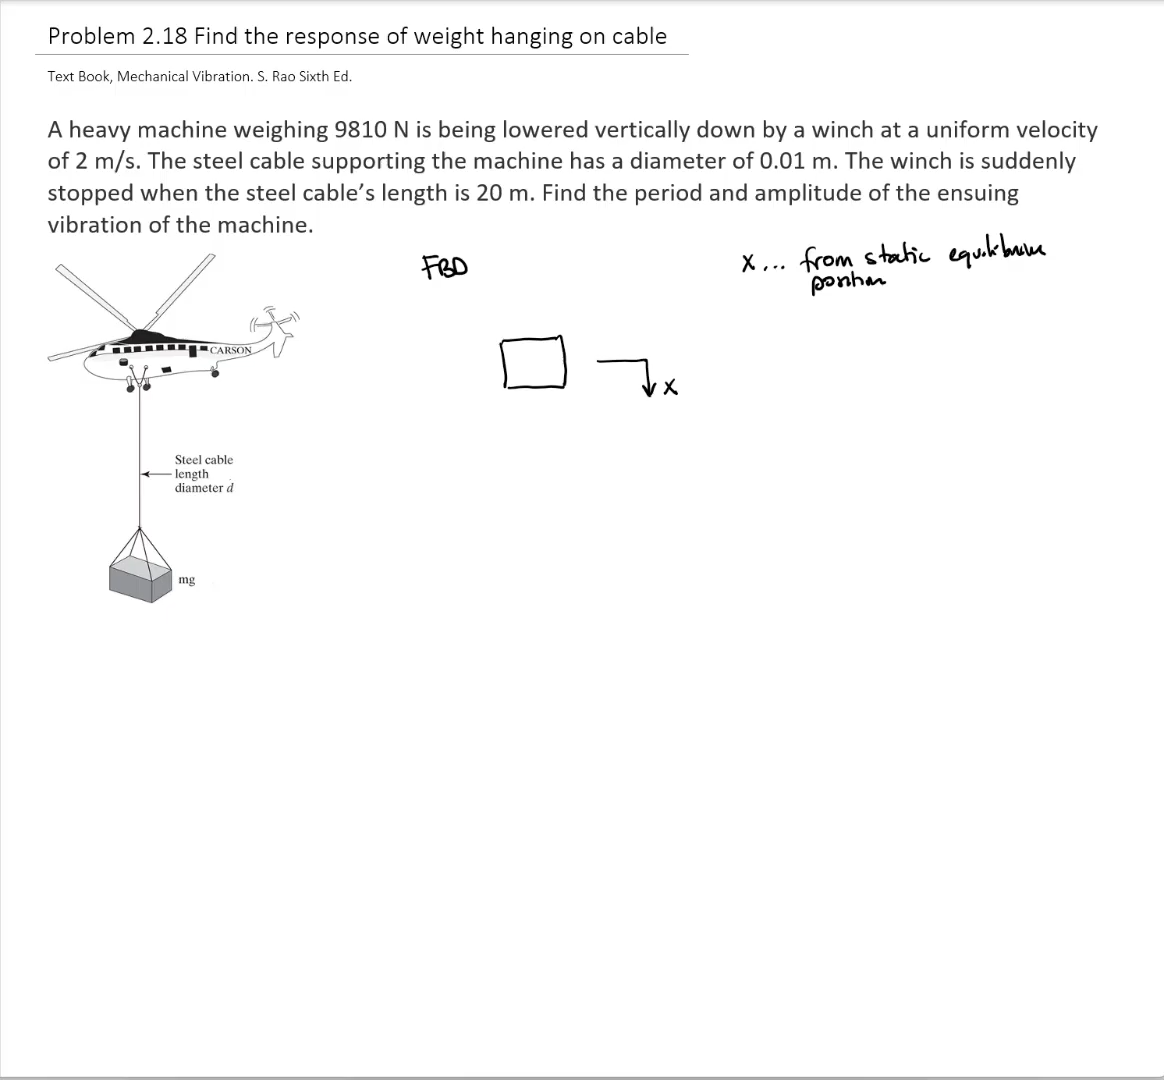 Problem 2.18 Find the response of weight hanging on cable
Text Book, Mechanical Vibration. S. Rao Sixth Ed.
A heavy machine weighing 9810 N is being lowered vertically down by a winch at a uniform velocity
of 2 m/s. The steel cable supporting the machine has a diameter of 0.01 m. The winch is suddenly
stopped when the steel cable's length is 20 m. Find the period and amplitude of the ensuing
vibration of the machine.
FBD
x ... from static equilibrium
position
CARSON
x
Steel cable
length
diameter d
mg